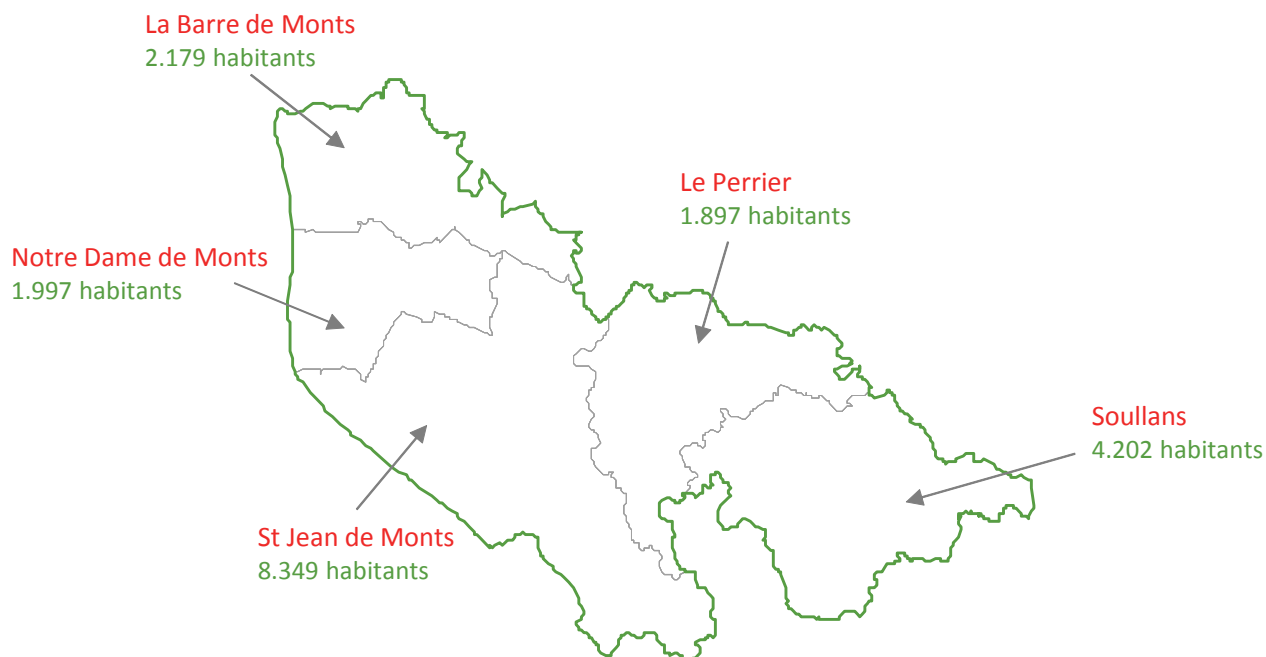 La Barre de Monts
2.179 habitants
Le Perrier
1.897 habitants
Notre Dame de Monts
1.997 habitants
Soullans
4.202 habitants
St Jean de Monts
8.349 habitants